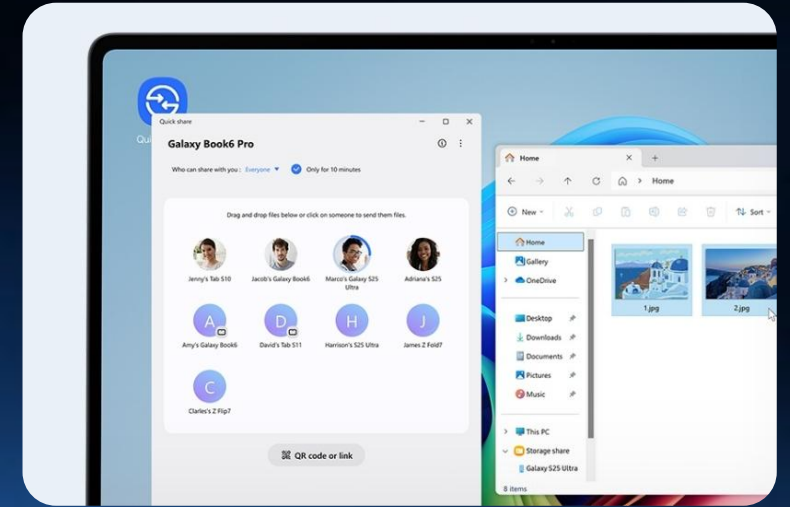 Quick share
Galaxy Book6 Pro
Who can share with you : Everyone
Only for 10 minutes
Drag and drop files below or click on someone to send them files.
Jenny's Tab S10
Jacob's Galaxy Book6
Marco's Galaxy S25
Ultra
Adriana's S25
A
D
H
J
Amy's Galaxy Book6
David's Tab S11
Harrison's S25 Ultra
James Z Fold7
C
Clarles's Z Flip7
QR code or link
Home
Home
New
Sort
Home
Gallery
OneDrive
Desktop
Downloads
Documents
Pictures
Music
This PC
Storage share
Galaxy S25 Ultra
8 items
1.jpg
2.jpg